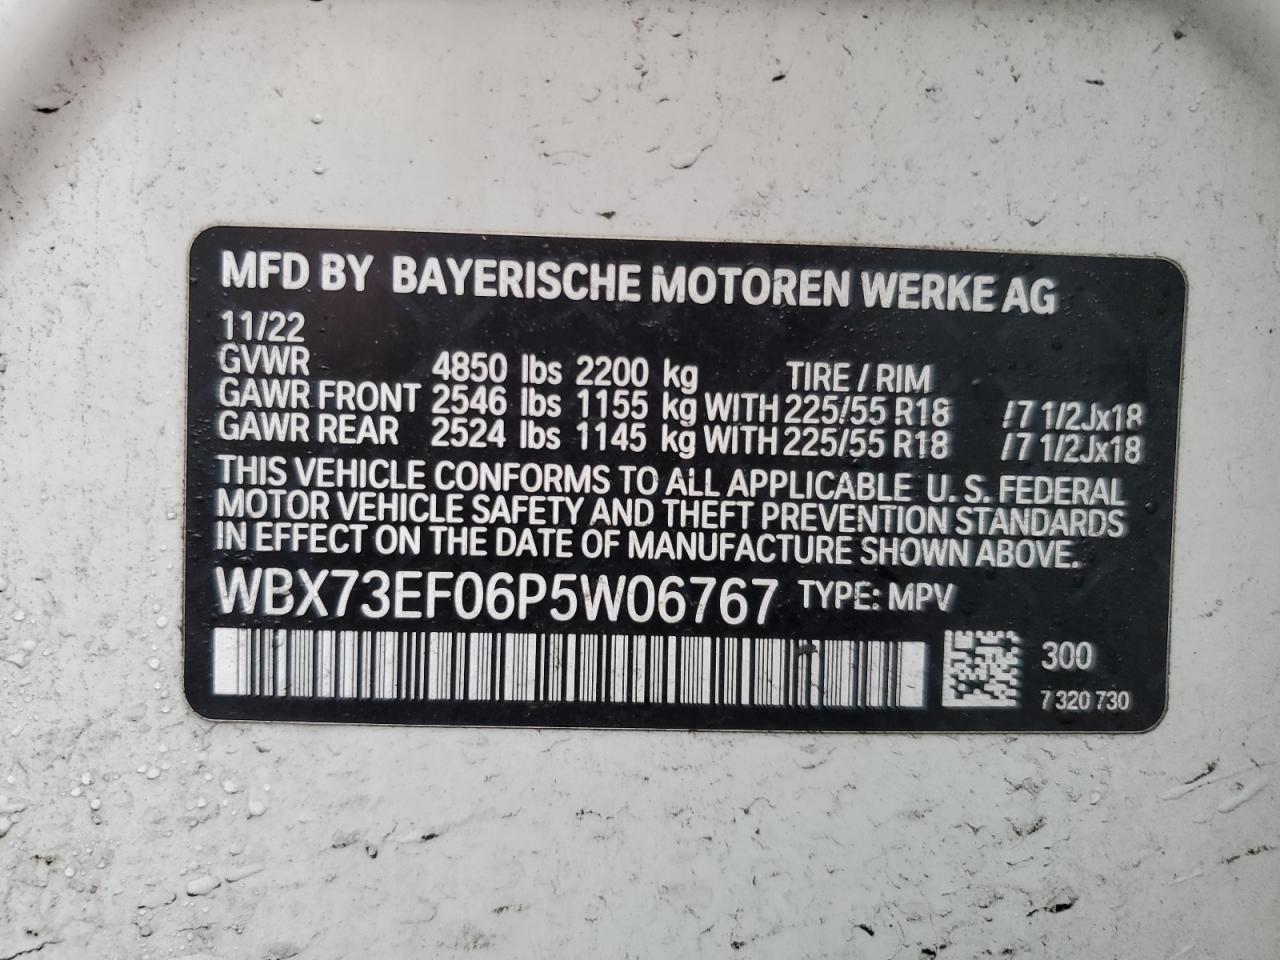 MFD BY BAYERISCHE MOTOREN WERKE AG
11/22
GVWR 4850 lbs 2200 kg TIRE / RIM
GAWR FRONT 2546 lbs 1155 kg WITH 225/55 R18 /7 1/2Jx18
GAWR REAR 2524 lbs 1145 kg WITH 225/55 R18 /7 1/2Jx18
THIS VEHICLE CONFORMS TO ALL APPLICABLE U. S. FEDERAL
MOTOR VEHICLE SAFETY AND THEFT PREVENTION STANDARDS
IN EFFECT ON THE DATE OF MANUFACTURE SHOWN ABOVE.
WBX73EF06P5W06767 TYPE: MPV
300
7 320 730